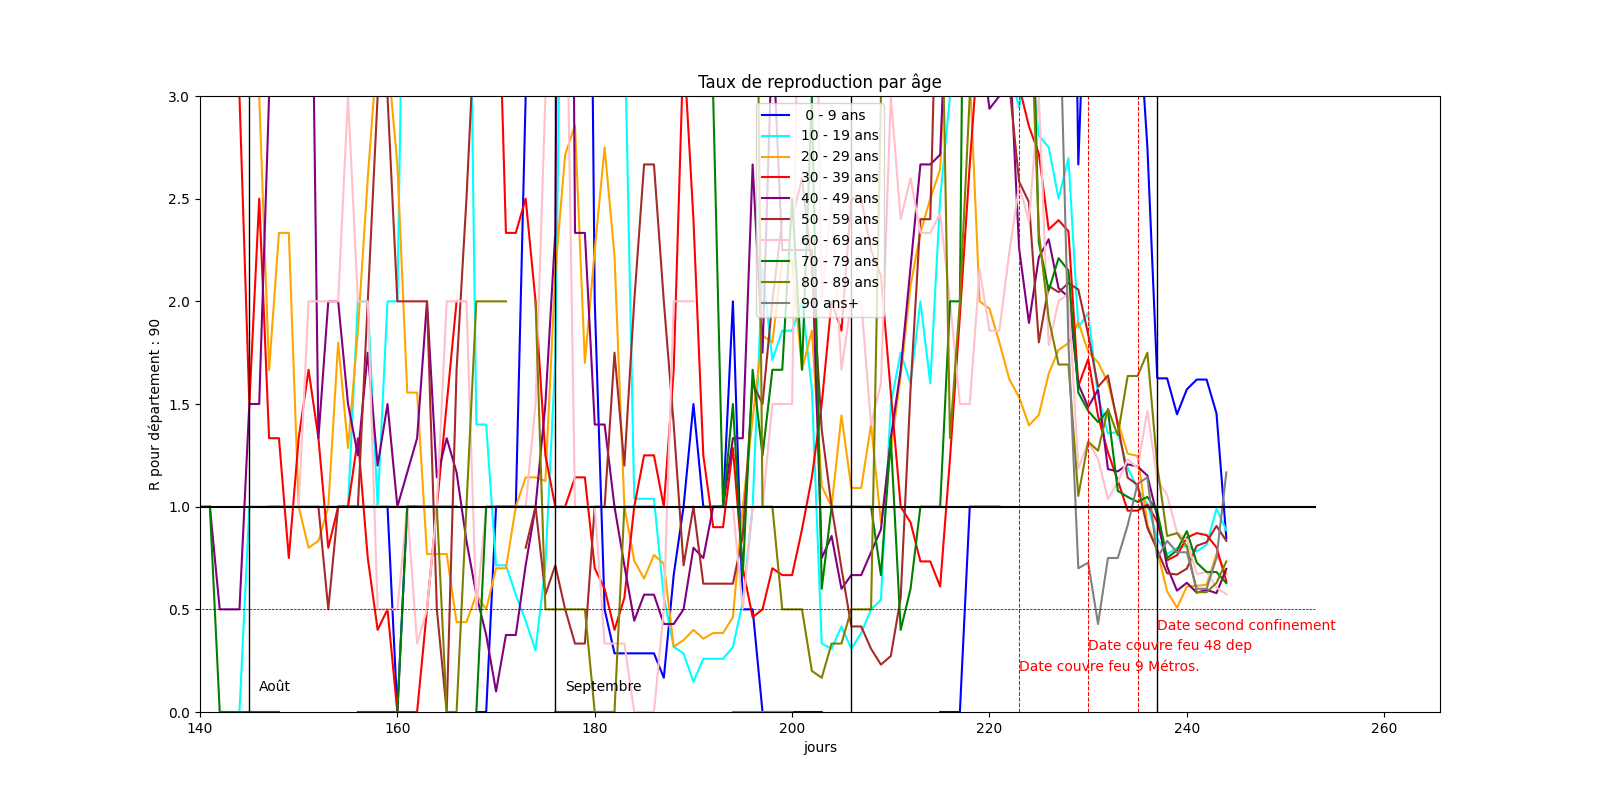 Taux de reproduction par âge
R pour département : 90
3.0
2.5
2.0
1.5
1.0
0.5
0.0
0 - 9 ans
10 - 19 ans
20 - 29 ans
30 - 39 ans
40 - 49 ans
50 - 59 ans
60 - 69 ans
70 - 79 ans
80 - 89 ans
90 ans+
Date second confinement
Date couvre feu 48 dep
Date couvre feu 9 Métros.
Août
Septembre
140
160
180
200
220
240
260
jours